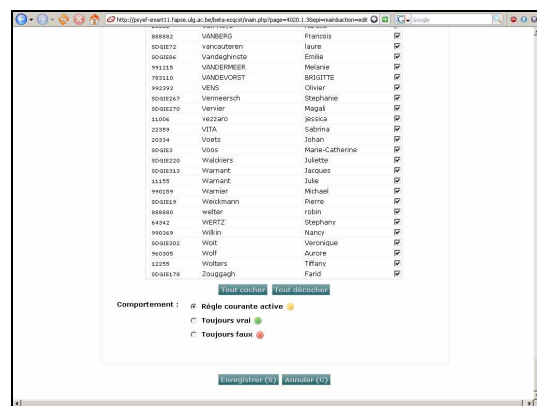 http://psyef-smart11.fapse.ulg.ac.be/beta-ecqcst/main.php?page=4020.1.3&epi=mainb&action=edit
Google
888882 VANBERG Francois
SDGIE72 vancauteren laure
SDGIE86 Vandeghinste Emilie
991215 VANDERMEER Melanie
783110 VANDEVORST BRIGITTE
992393 VENS Olivier
SDGIE267 Vermeersch Stephanie
SDGIE270 Vervier Magali
11006 vezzaro jessica
22359 VITA Sabrina
20334 Voets Johan
SDGIE3 Voos Marie-Catherine
SDGIE220 Walckiers Juliette
SDGIE313 Warnant Jacques
11155 Warnant Julie
990159 Warnier Michael
SDGIE19 Weickmann Pierre
888880 welter robin
64342 WERTZ Stephany
990369 Wilkin Nancy
SDGIE302 Woit Veronique
960305 Wolf Aurore
12255 Wolters Tiffany
SDGIE178 Zouggagh Farid
Tout cocher Tout décocher
Comportement : Règle courante active
Toujours vrai
Toujours faux
Enregistrer (S) Annuler (C)